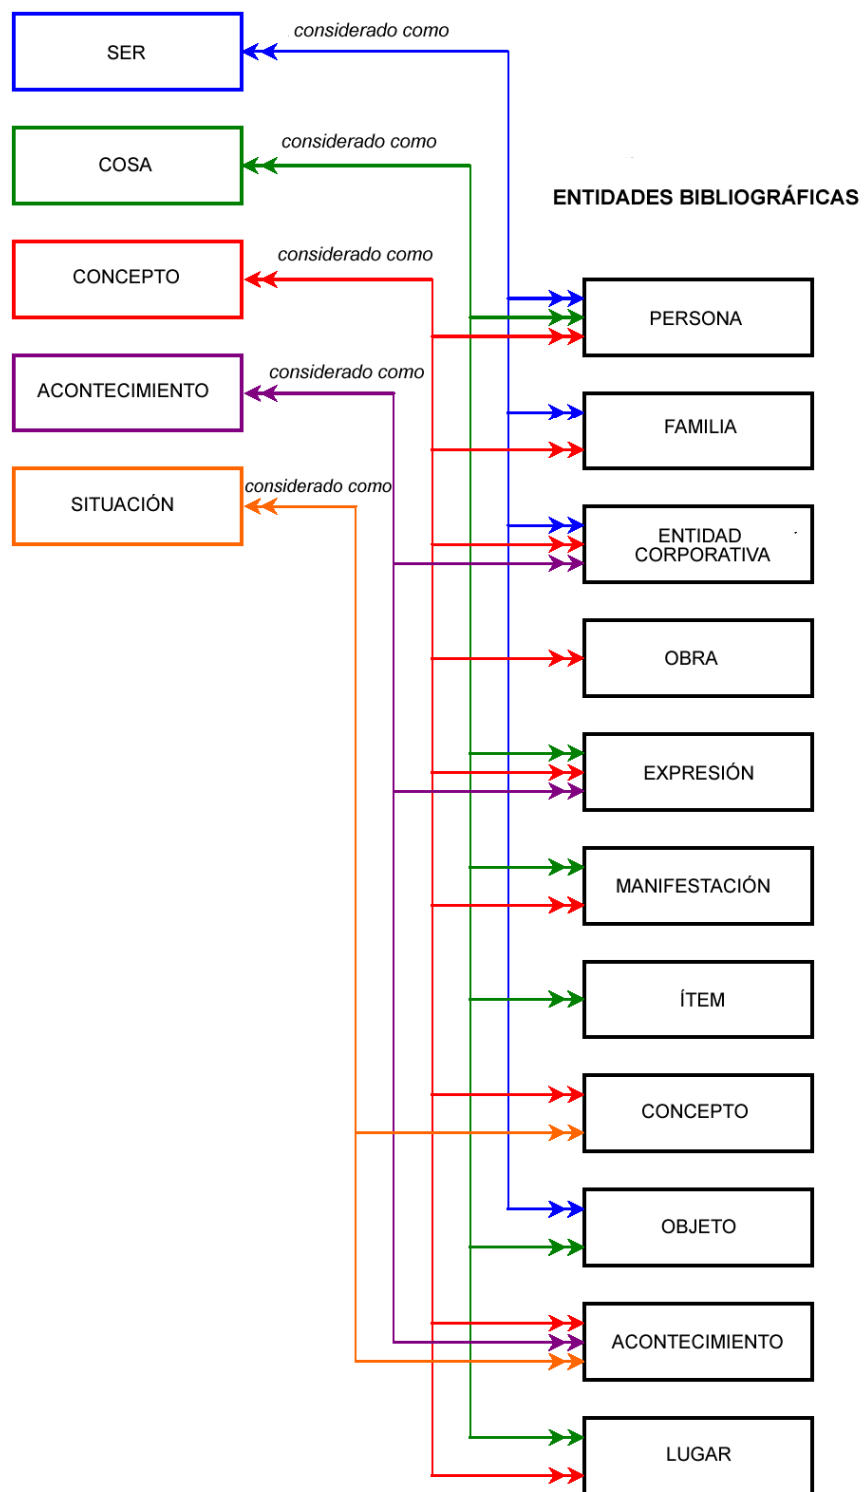 considerado como
SER
considerado como
COSA
ENTIDADES BIBLIOGRÁFICAS
considerado como
CONCEPTO
PERSONA
considerado como
ACONTECIMIENTO
FAMILIA
considerado como
SITUACIÓN
ENTIDAD
CORPORATIVA
OBRA
EXPRESIÓN
MANIFESTACIÓN
ÍTEM
CONCEPTO
OBJETO
ACONTECIMIENTO
LUGAR